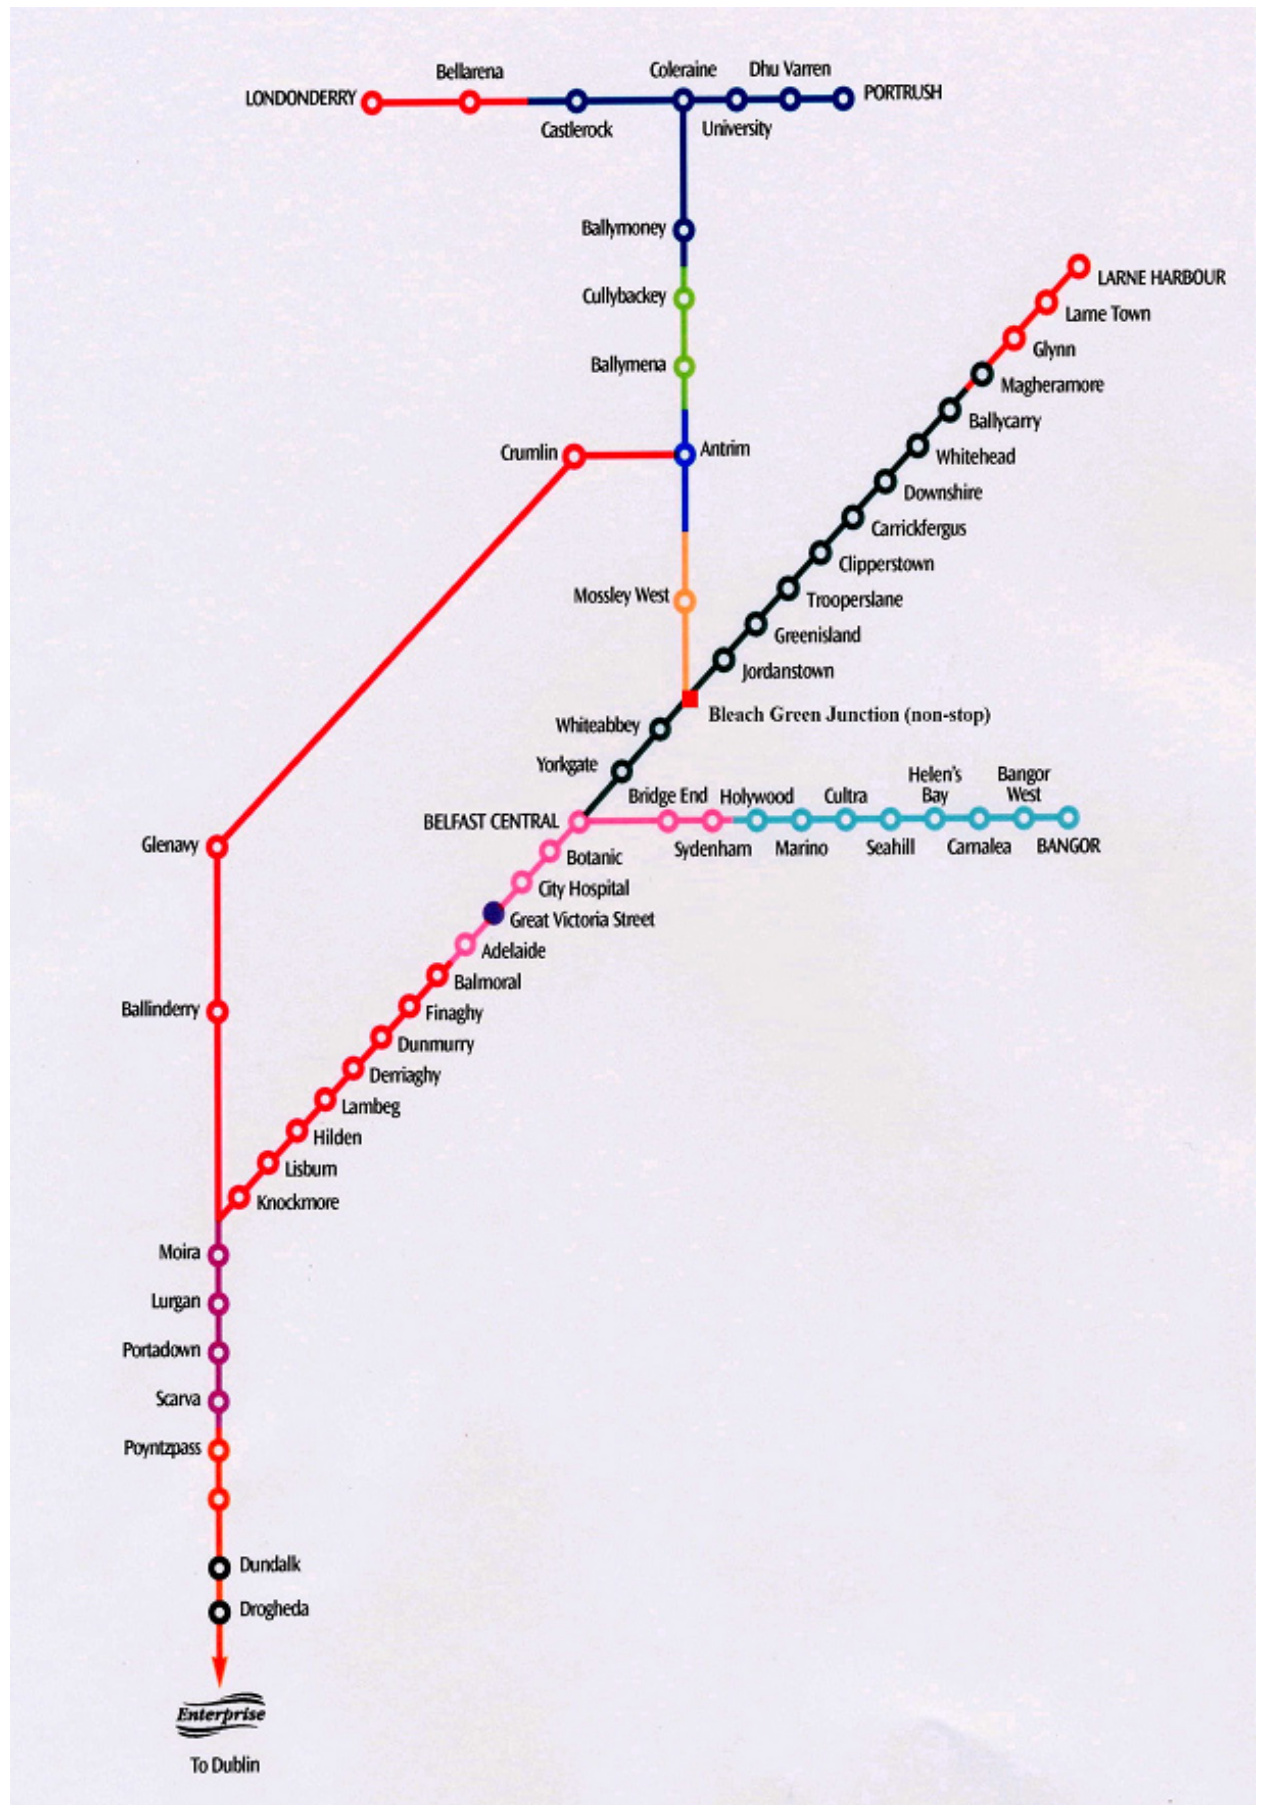 Bellarena
Coleraine
Dhu Varren
LONDONDERRY
PORTRUSH
Castlerock
University
Ballymoney
LARNE HARBOUR
Cullybackey
Larne Town
Glynn
Ballymena
Magheramore
Ballycarry
Crumlin
Antrim
Whitehead
Downshire
Carrickfergus
Clipperstown
Mossley West
Trooperslane
Greenisland
Jordanstown
Bleach Green Junction (non-stop)
Whiteabbey
Yorkgate
Helen's
Bay
Bangor
West
Bridge End
Holywood
Cultra
BELFAST CENTRAL
Sydenham
Marino
Seahill
Carnalea
BANGOR
Glenavy
Botanic
City Hospital
Great Victoria Street
Adelaide
Balmoral
Ballinderry
Finaghy
Dunmurry
Derriaghy
Lambeg
Hilden
Lisburn
Knockmore
Moira
Lurgan
Portadown
Scarva
Poyntzpass
Dundalk
Drogheda
Enterprise
To Dublin